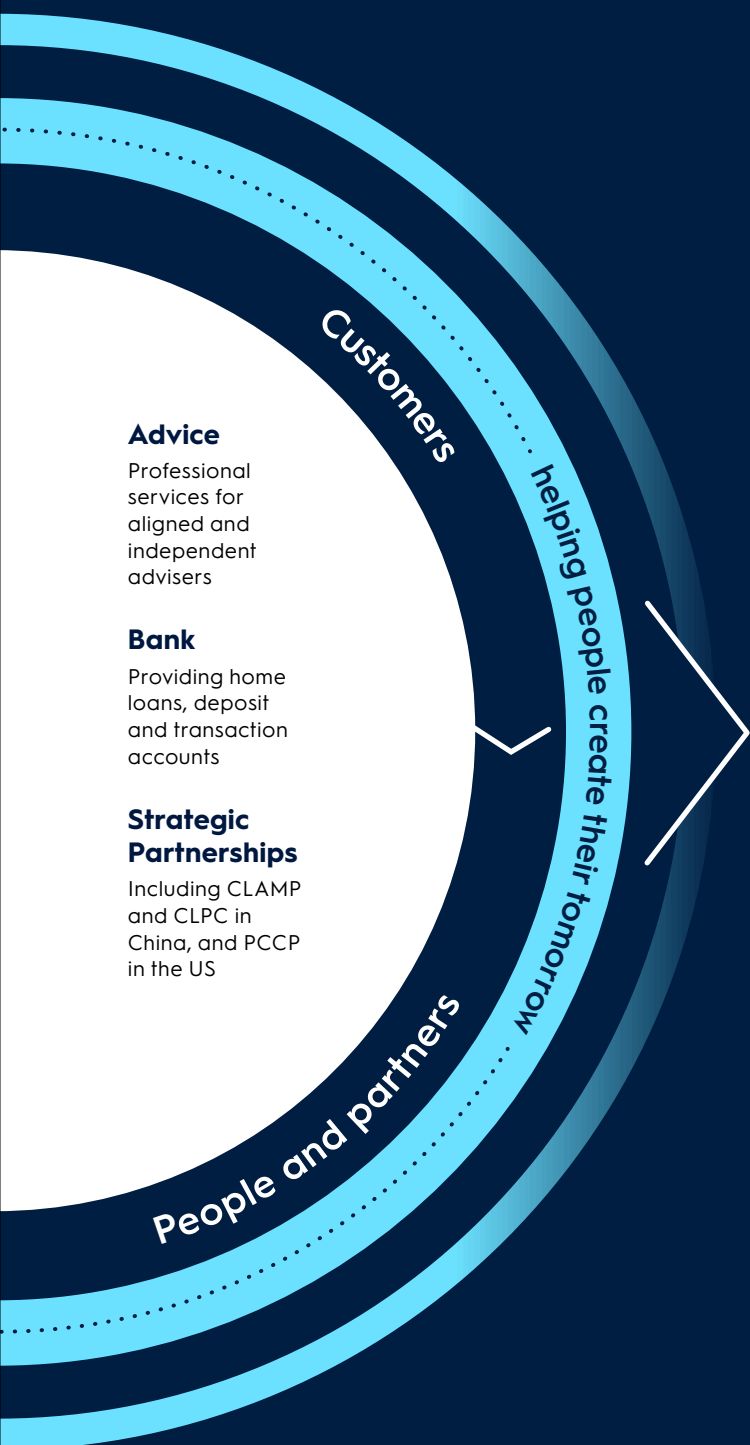 Customers
Advice
Professional
services for
aligned and
independent
advisers
Bank
Providing home
loans, deposit
and transaction
accounts
Strategic
Partnerships
Including CLAMP
and CLPC in
China, and PCCP
in the US
helping people create their tomorrow
People and partners